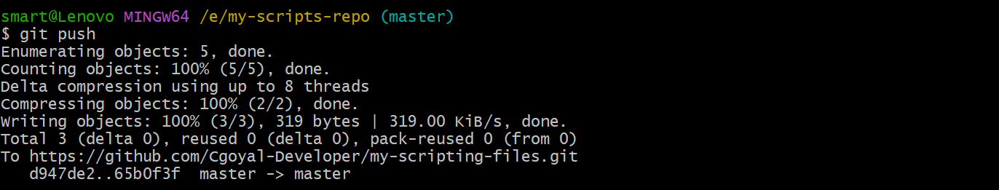 smart@Lenovo MINGW64 /e/my-scripts-repo (master)
$ git push
Enumerating objects: 5, done.
Counting objects: 100% (5/5), done.
Delta compression using up to 8 threads
Compressing objects: 100% (2/2), done.
Writing objects: 100% (3/3), 319 bytes | 319.00 KiB/s, done.
Total 3 (delta 0), reused 0 (delta 0), pack-reused 0 (from 0)
To https://github.com/Cgoyal-Developer/my-scripting-files.git
   d947de2..65b0f3f  master -> master